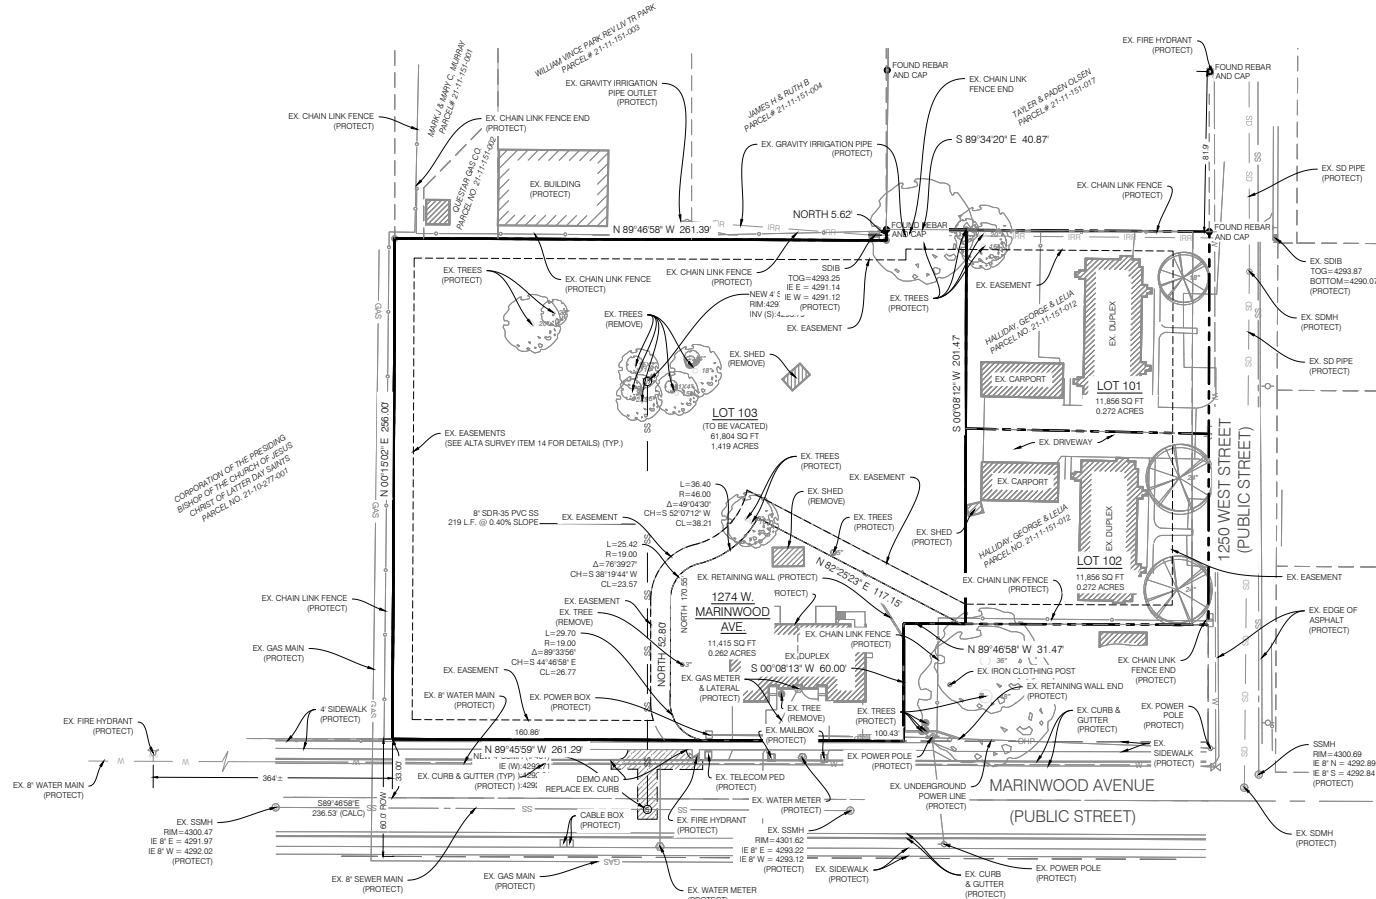 WILLIAM VINCE PARK REV LIV TR PARK
PARCEL# 21-11-151-003
MARK J & MARY C. MURRAY
PARCEL# 21-11-151-001
QUESTAR GAS CO.
PARCEL NO. 21-11-151-002
JAMES H & RUTH B
PARCEL# 21-11-151-004
TAYLER & PADEN OLSEN
PARCEL# 21-11-151-017
EX. FIRE HYDRANT
(PROTECT)
FOUND REBAR
AND CAP
EX. CHAIN LINK
FENCE END
FOUND REBAR
AND CAP
EX. GRAVITY IRRIGATION
PIPE OUTLET
(PROTECT)
EX. CHAIN LINK FENCE
(PROTECT)
EX. CHAIN LINK FENCE END
(PROTECT)
EX. GRAVITY IRRIGATION PIPE
(PROTECT)
S 89°34'20" E 40.87'
81.9'
EX. SD PIPE
(PROTECT)
EX. BUILDING
(PROTECT)
EX. CHAIN LINK FENCE
(PROTECT)
NORTH 5.62'
N 89°46'58" W 261.39'
FOUND REBAR
AND CAP
FOUND REBAR
AND CAP
EX. TREES
(PROTECT)
EX. CHAIN LINK FENCE
(PROTECT)
EX. CHAIN LINK FENCE
(PROTECT)
SDIB
TOG=4293.25
IE E = 4291.14
IE W = 4291.12
(PROTECT)
EX. EASEMENT
EX. TREES
(PROTECT)
EX. EASEMENT
EX. SDIB
TOG=4293.87
BOTTOM=4290.07
(PROTECT)
EX. SDMH
(PROTECT)
EX. TREES
(REMOVE)
EX. SHED
(REMOVE)
HALLIDAY, GEORGE & LELIA
PARCEL NO. 21-11-151-012
EX. DUPLEX
EX. SD PIPE
(PROTECT)
EX. CARPORT
LOT 101
11,856 SQ FT
0.272 ACRES
S 00°08'12" W 201.47'
LOT 103
(TO BE VACATED)
61,804 SQ FT
1,419 ACRES
N 00°15'02" E 256.00'
EX. EASEMENTS
(SEE ALTA SURVEY ITEM 14 FOR DETAILS) (TYP.)
EX. DRIVEWAY
1250 WEST STREET
(PUBLIC STREET)
CORPORATION OF THE PRESIDING
BISHOP OF THE CHURCH OF JESUS
CHRIST OF LATTER DAY SAINTS
PARCEL NO. 21-10-277-001
EX. TREES
(PROTECT)
EX. EASEMENT
EX. CARPORT
L=36.40
R=46.00
Δ=49°04'30"
CH=S 52°07'12" W
CL=38.21
EX. SHED
(REMOVE)
8" SDR-35 PVC SS
219 L.F. @ 0.40% SLOPE
EX. EASEMENT
EX. TREES
(PROTECT)
EX. SHED
(PROTECT)
EX. DUPLEX
HALLIDAY, GEORGE & LELIA
PARCEL NO. 21-11-151-012
L=25.42
R=19.00
Δ=76°39'27"
CH=S 38°19'44" W
CL=23.57
N 82°25'23" E 117.15'
LOT 102
11,856 SQ FT
0.272 ACRES
EX. RETAINING WALL (PROTECT)
EX. CHAIN LINK FENCE
(PROTECT)
EX. EASEMENT
EX. CHAIN LINK FENCE
(PROTECT)
EX. EASEMENT
EX. TREE
(REMOVE)
NORTH 170.55'
NORTH 52.80'
1274 W.
MARINWOOD
AVE.
11,415 SQ FT
0.262 ACRES
EX. EDGE OF
ASPHALT
(PROTECT)
L=29.70
R=19.00
Δ=89°33'56"
CH=S 44°46'58" E
CL=26.77
EX. CHAIN LINK FENCE
(PROTECT)
EX. DUPLEX
S 00°08'13" W 60.00'
N 89°46'58" W 31.47'
EX. GAS MAIN
(PROTECT)
EX. CHAIN LINK
FENCE END
(PROTECT)
EX. EASEMENT
EX. GAS METER
& LATERAL
(PROTECT)
EX. IRON CLOTHING POST
EX. RETAINING WALL END
(PROTECT)
EX. 8" WATER MAIN
(PROTECT)
EX. POWER BOX
(PROTECT)
EX. TREE
(REMOVE)
EX. TREES
(PROTECT)
EX. CURB &
GUTTER
(PROTECT)
EX. POWER
POLE
(PROTECT)
EX. FIRE HYDRANT
(PROTECT)
4' SIDEWALK
(PROTECT)
160.86'
EX. MAILBOX
(PROTECT)
100.43'
EX.
SIDEWALK
(PROTECT)
N 89°45'59" W 261.29'
EX. POWER POLE
(PROTECT)
SSMH
RIM=4300.69
IE 8" N = 4292.89
IE 8" S = 4292.84
(PROTECT)
364'±
33.00'
EX. CURB & GUTTER (TYP)
(PROTECT)
DEMO AND
REPLACE EX. CURB
EX. TELECOM PED
(PROTECT)
EX. 8" WATER MAIN
(PROTECT)
EX. UNDERGROUND
POWER LINE
(PROTECT)
MARINWOOD AVENUE
(PUBLIC STREET)
S89°46'58"E
236.53' (CALC)
60.0' ROW
EX. WATER METER
(PROTECT)
CABLE BOX
(PROTECT)
EX. FIRE HYDRANT
(PROTECT)
EX. SSMH
RIM=4300.47
IE 8" E = 4291.97
IE 8" W = 4292.02
(PROTECT)
EX. SSMH
RIM=4301.62
IE 8" E = 4293.22
IE 8" W = 4293.12
(PROTECT)
EX. SDMH
(PROTECT)
EX. 8" SEWER MAIN
(PROTECT)
EX. GAS MAIN
(PROTECT)
EX. SIDEWALK
(PROTECT)
EX. CURB
& GUTTER
(PROTECT)
EX. POWER POLE
(PROTECT)
EX. WATER METER